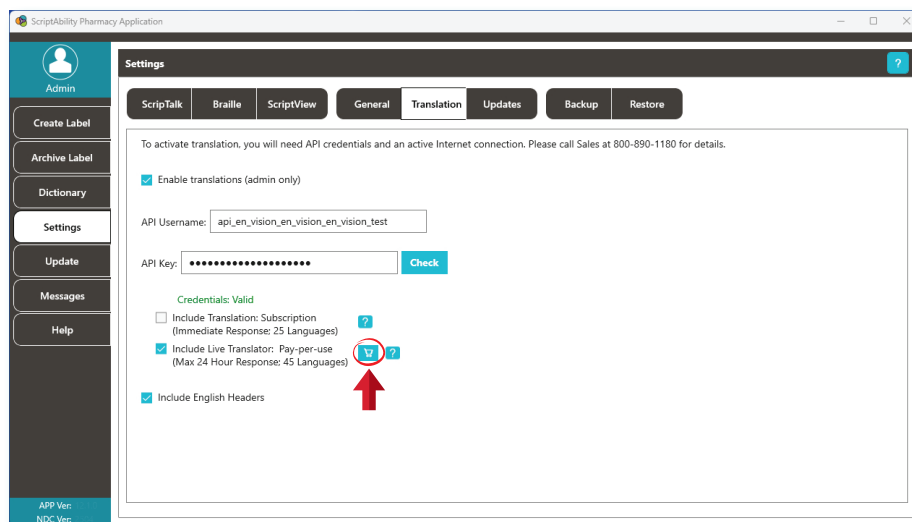 ScriptAbility Pharmacy Application
Admin
Create Label
Archive Label
Dictionary
Settings
Update
Messages
Help
APP Ver:
NDC Ver:
Settings
?
ScripTalk Braille ScriptView General Translation Updates Backup Restore
To activate translation, you will need API credentials and an active Internet connection. Please call Sales at 800-890-1180 for details.
Enable translations (admin only)
API Username: api_en_vision_en_vision_en_vision_test
API Key: ●●●●●●●●●●●●●●●●●●●● Check
Credentials: Valid
Include Translation: Subscription
(Immediate Response; 25 Languages) ?
Include Live Translator: Pay-per-use
(Max 24 Hour Response; 45 Languages) ?
Include English Headers